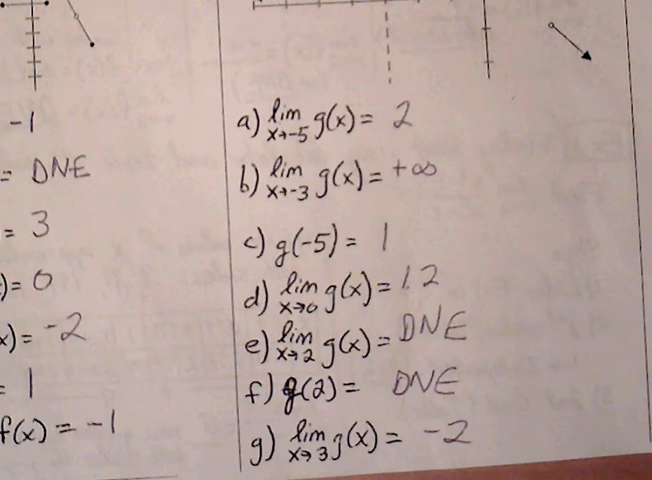 -1
= DNE
= 3
)= 0
x)= -2
= 1
f(x) = -1
a) lim x→-5 g(x) = 2
b) lim x→-3 g(x) = +∞
c) g(-5) = 1
d) lim x→0 g(x) = 1.2
e) lim x→2 g(x) = DNE
f) g(2) = DNE
g) lim x→3 g(x) = -2